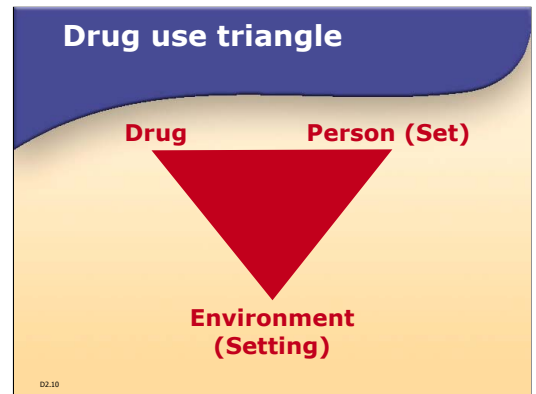 Drug use triangle
Drug Person (Set)
Environment
(Setting)
D2.10